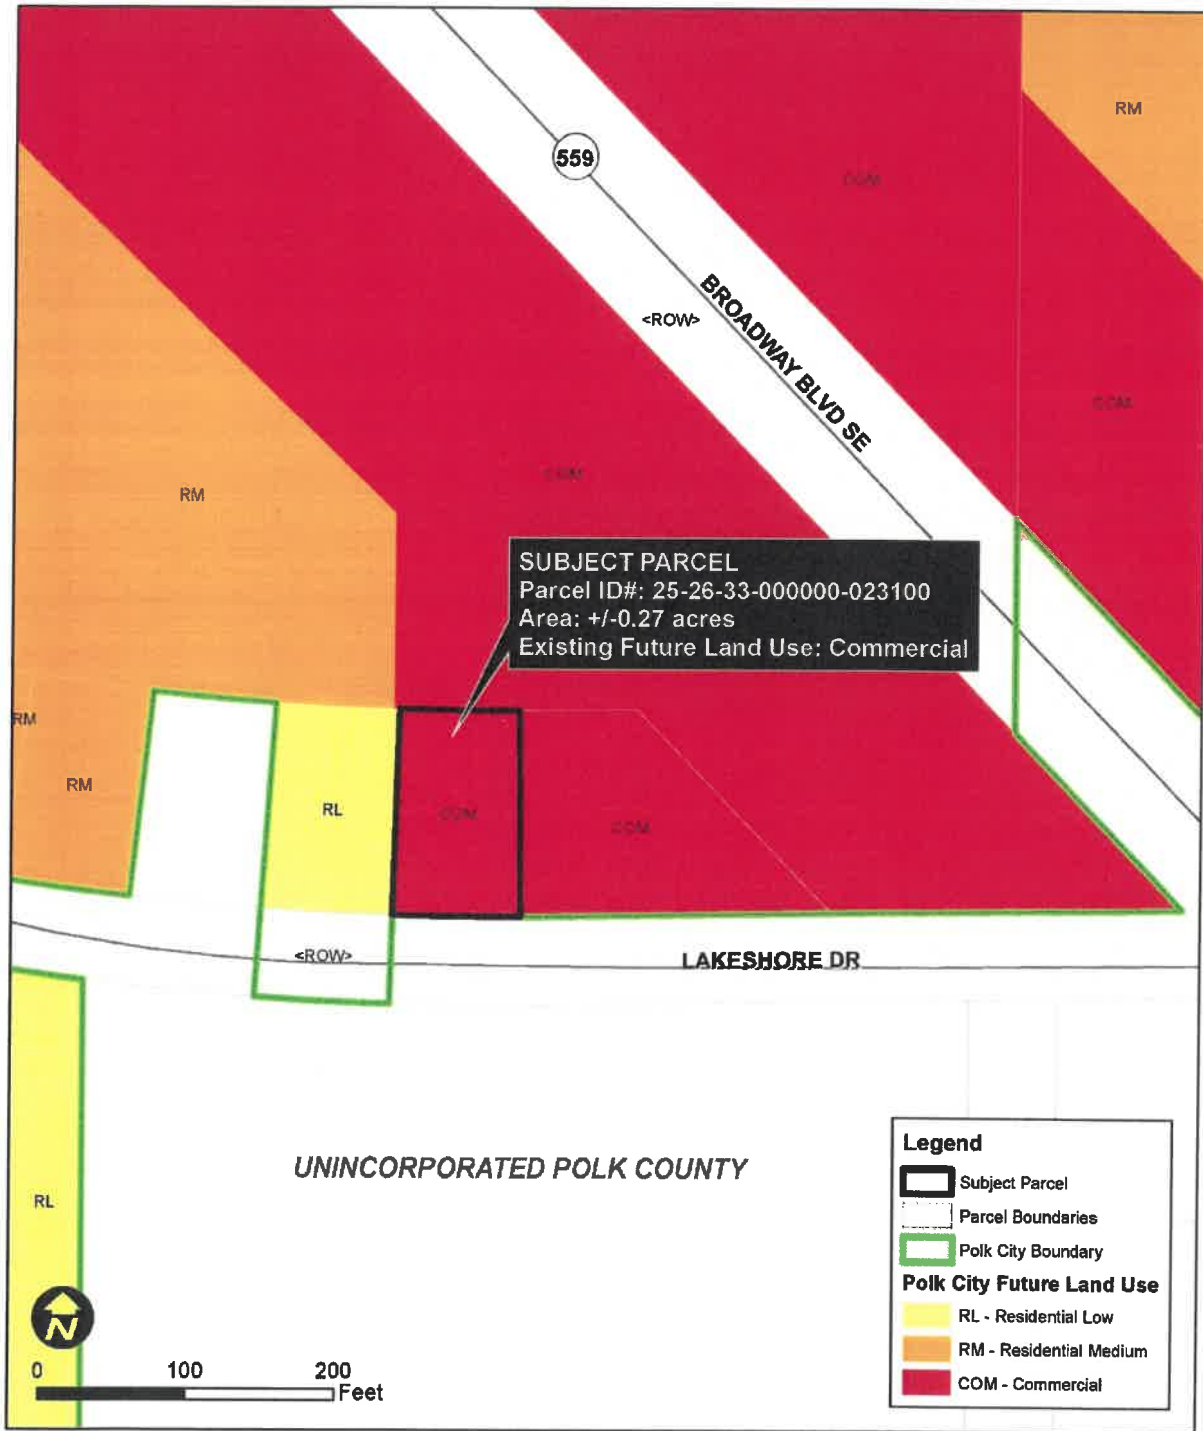 RM
559
COM
BROADWAY BLVD SE
<ROW>
COM
COM
RM
SUBJECT PARCEL
Parcel ID#: 25-26-33-000000-023100
Area: +/-0.27 acres
Existing Future Land Use: Commercial
RM
RM
RL
COM
COM
<ROW>
LAKESHORE DR
UNINCORPORATED POLK COUNTY
RL
Legend
Subject Parcel
Parcel Boundaries
Polk City Boundary
Polk City Future Land Use
RL - Residential Low
RM - Residential Medium
COM - Commercial
N
0 100 200
Feet